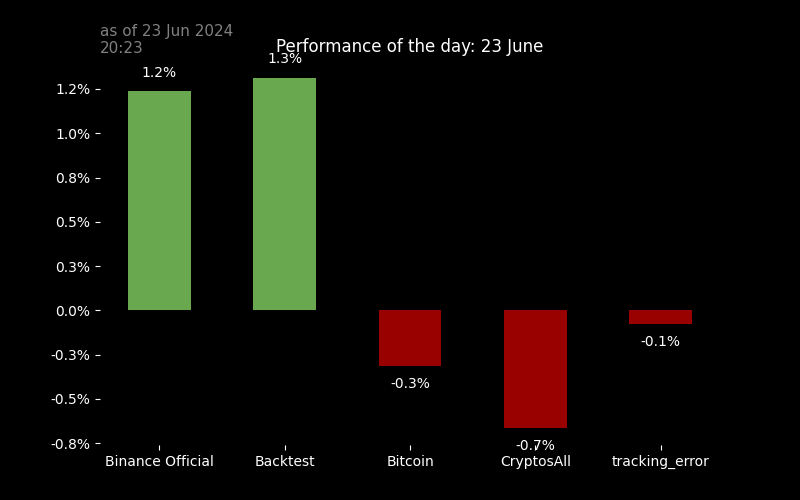 as of 23 Jun 2024
20:23
Performance of the day: 23 June
1.2%
1.3%
1.2%
1.0%
0.8%
0.5%
0.3%
0.0%
-0.3%
-0.5%
-0.8%
-0.3%
-0.7%
-0.1%
Binance Official
Backtest
Bitcoin
CryptosAll
tracking_error